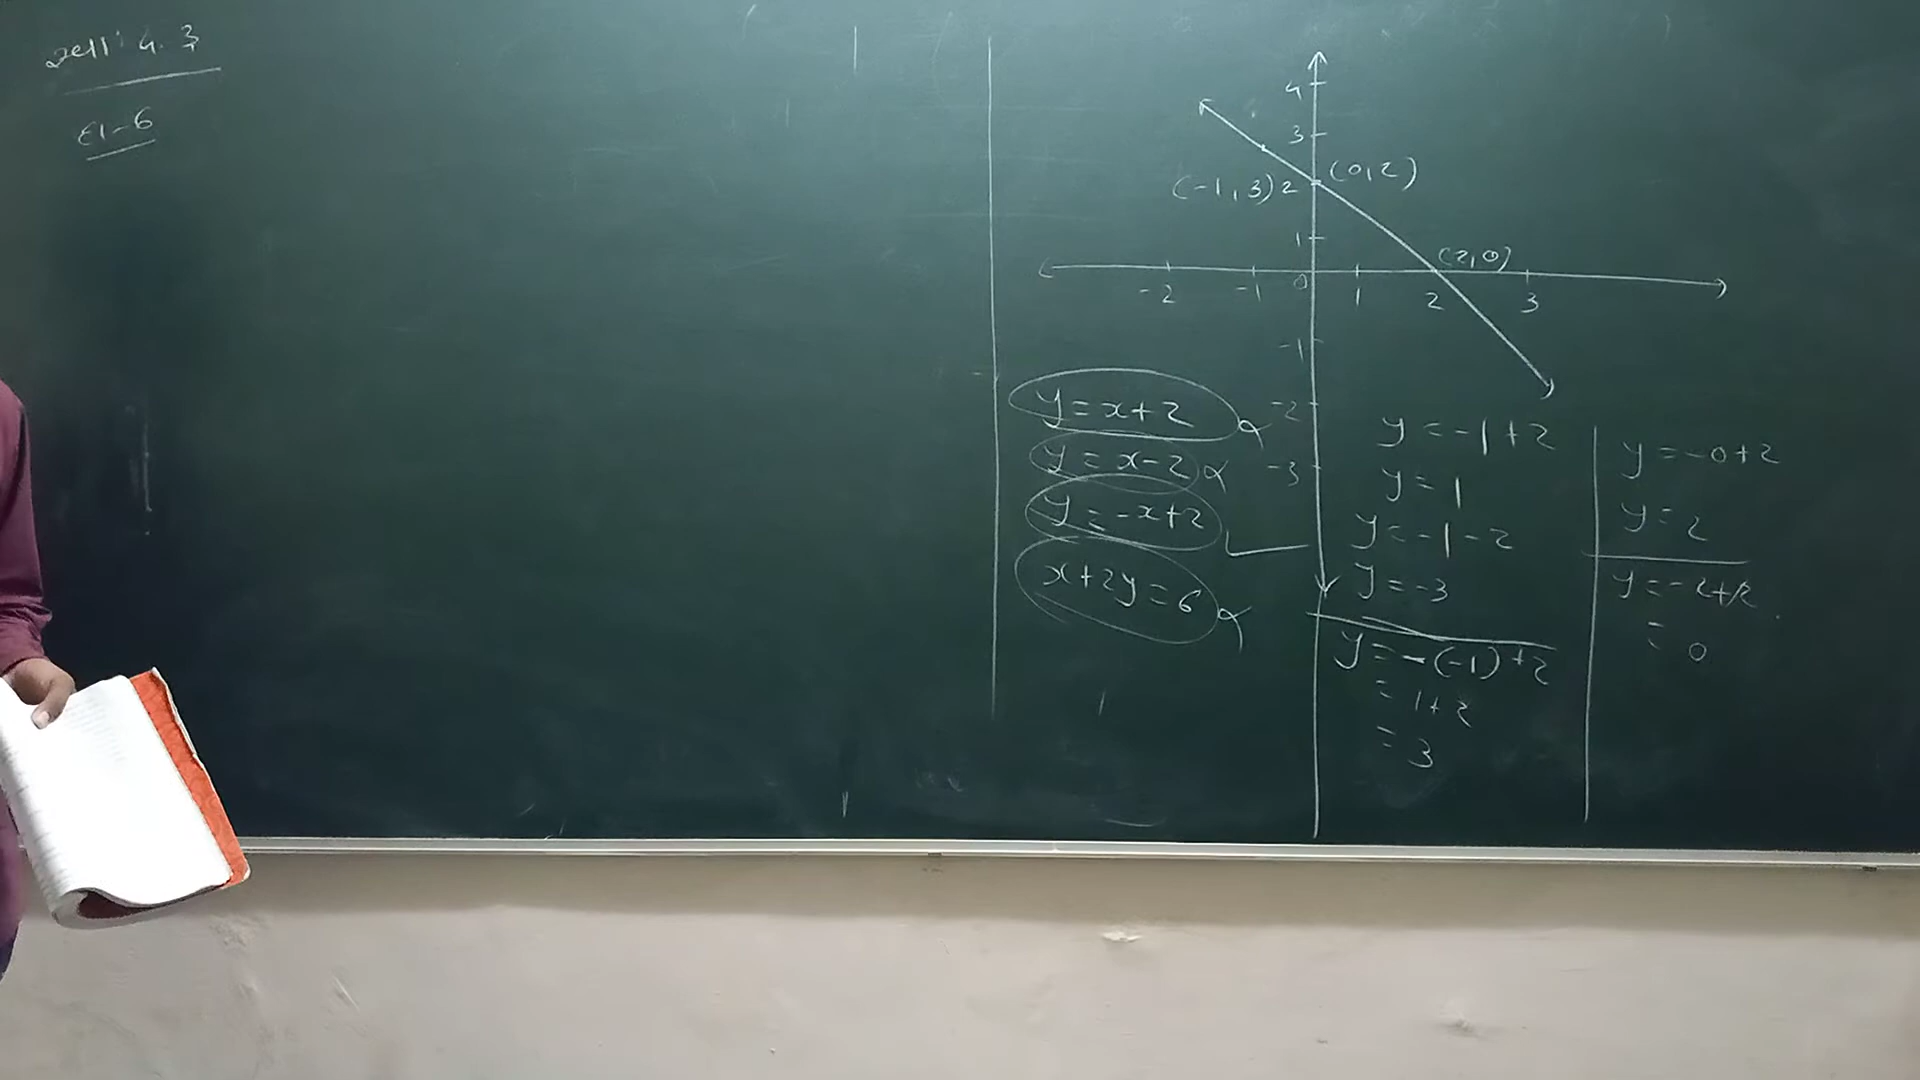 4.3
4
3
(0,2)
(-1,3) 2
1
(2,0)
-2 -1 0 1 2 3
-1
-2
-3
y=x+2
y=x-2
y=-x+2
x+2y=6
y=-1+2
y=1
y=-1-2
y=-3
y=-(-1)+2
=1+2
=3
y=-0+2
y=2
y=-2+2
=0